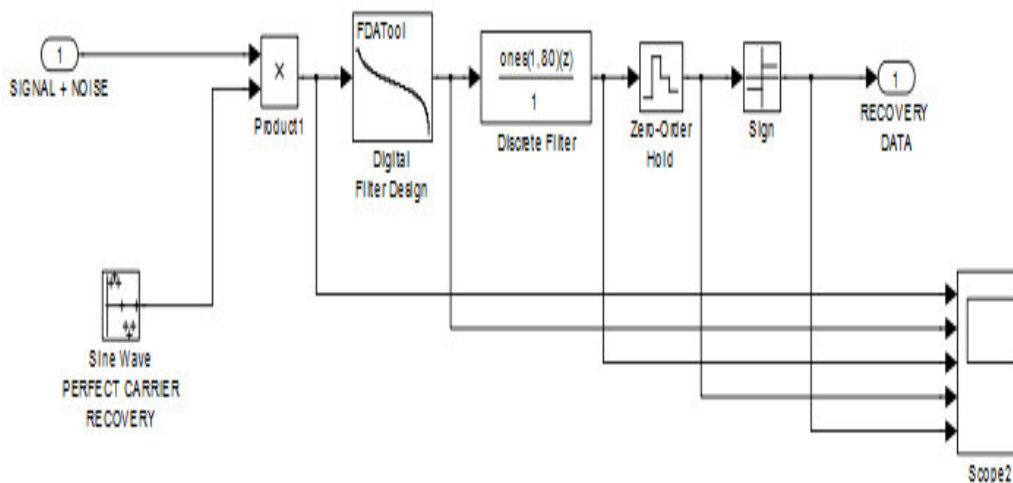 1
SIGNAL + NOISE
×
Product1
FDATool
Digital
Filter Design
ones(1,80)(z)
1
Discrete Filter
Zero-Order
Hold
Sign
1
RECOVERY
DATA
Sine Wave
PERFECT CARRIER
RECOVERY
Scope2